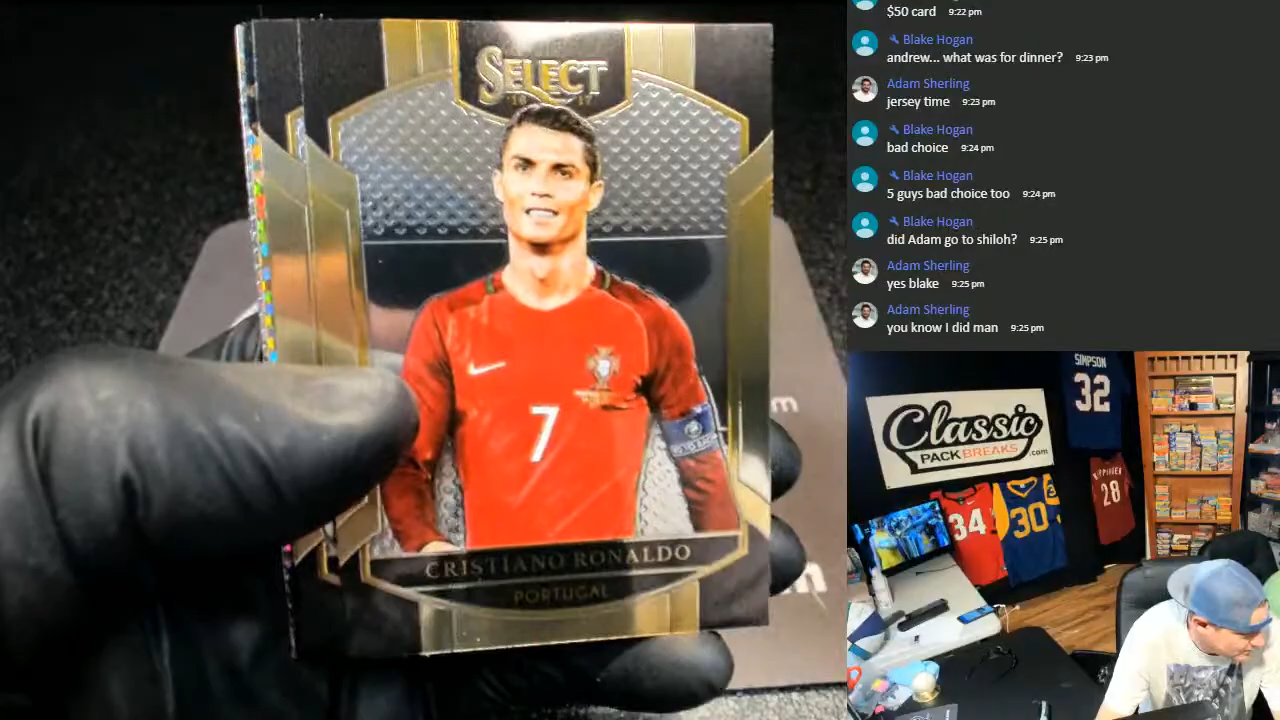 SELECT
16 17
7
CRISTIANO RONALDO
PORTUGAL
m
m
$50 card 9:22 pm
Blake Hogan
andrew... what was for dinner? 9:23 pm
Adam Sherling
jersey time 9:23 pm
Blake Hogan
bad choice 9:24 pm
Blake Hogan
5 guys bad choice too 9:24 pm
Blake Hogan
did Adam go to shiloh? 9:25 pm
Adam Sherling
yes blake 9:25 pm
Adam Sherling
you know I did man 9:25 pm
SIMPSON
32
Classic
PACKBREAKS.com
34
30
28